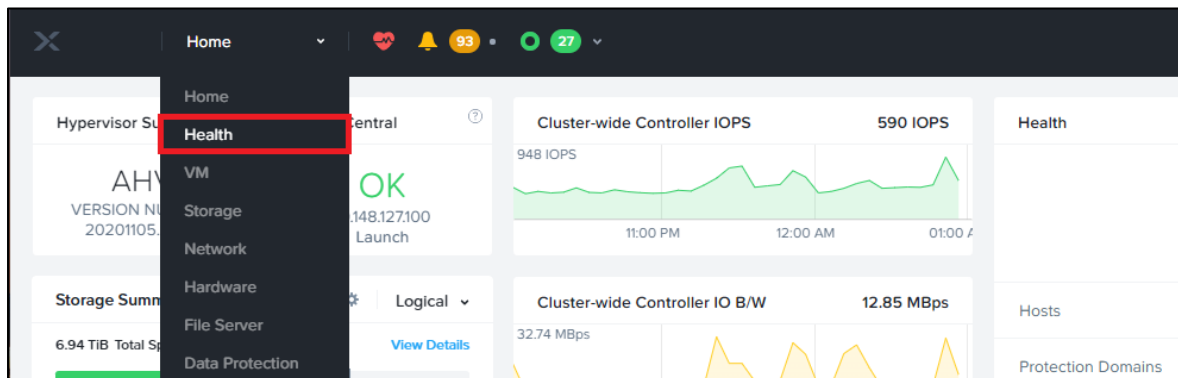 Home
93
27
Home
Health
VM
Storage
Network
Hardware
File Server
Data Protection
Hypervisor Su
Central
?
AHV
VERSION NU
20201105.
OK
.148.127.100
Launch
Storage Summ
Logical
6.94 TiB Total Sp
View Details
Cluster-wide Controller IOPS
590 IOPS
948 IOPS
11:00 PM
12:00 AM
01:00 A
Cluster-wide Controller IO B/W
12.85 MBps
32.74 MBps
Health
Hosts
Protection Domains